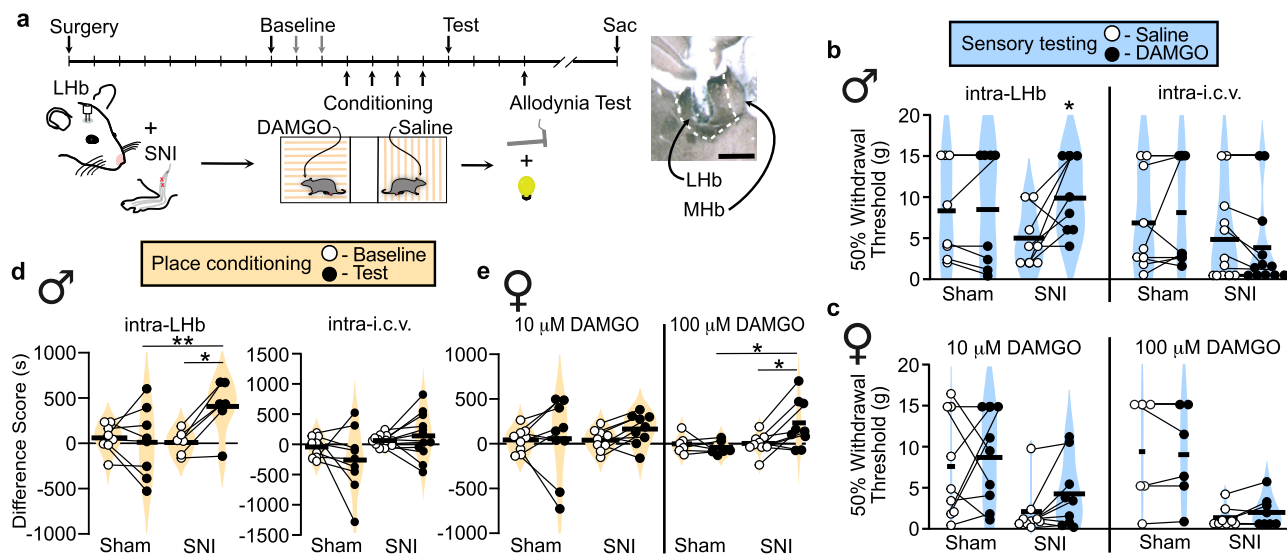 a
Surgery
Baseline
Test
Sac
LHb
+
SNI
x
x
Conditioning
DAMGO
Saline
Allodynia Test
+
LHb
MHb
Sensory testing
- Saline
- DAMGO
b
♂
intra-LHb
intra-i.c.v.
*
50% Withdrawal
Threshold (g)
20
15
10
5
0
Sham
SNI
Sham
SNI
c
♀
10 µM DAMGO
100 µM DAMGO
50% Withdrawal
Threshold (g)
20
15
10
5
0
Sham
SNI
Sham
SNI
Place conditioning
- Baseline
- Test
d
♂
intra-LHb
intra-i.c.v.
**
*
Difference Score (s)
1000
500
0
-500
-1000
Sham
SNI
1500
1000
500
0
-500
-1000
-1500
Sham
SNI
e
♀
10 µM DAMGO
100 µM DAMGO
*
*
1000
500
0
-500
-1000
Sham
SNI
Sham
SNI